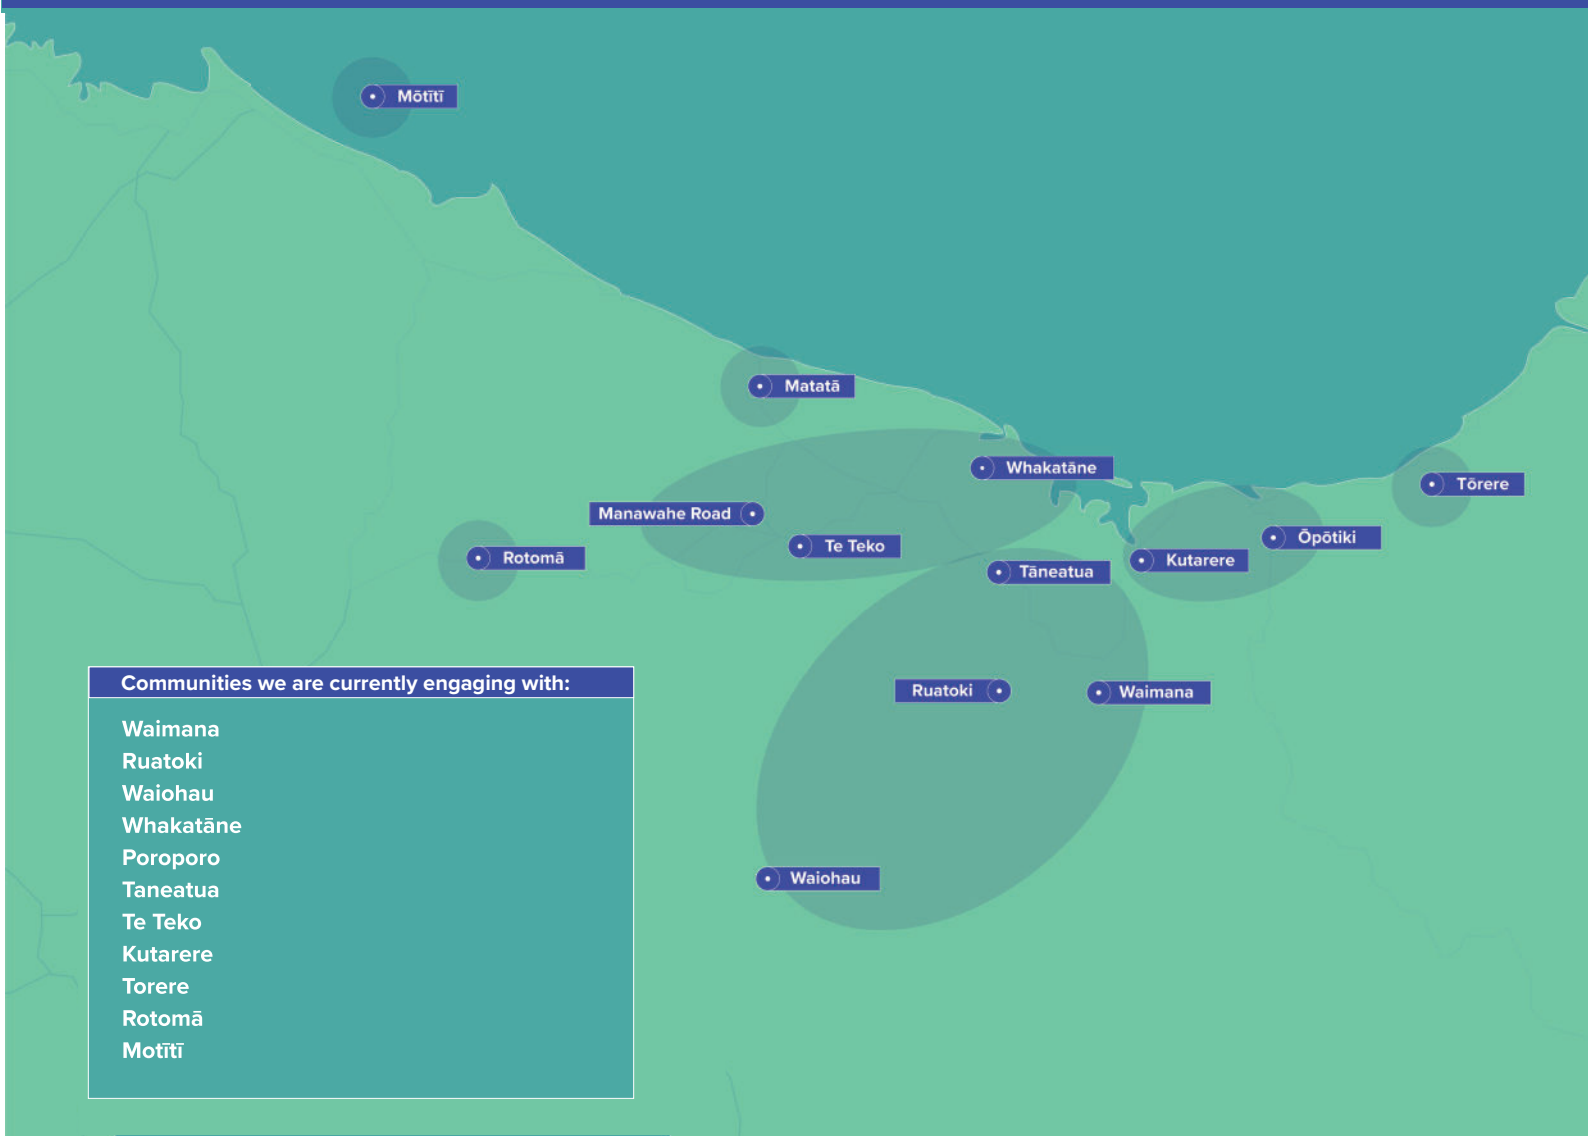 Mōtītī
Matatā
Whakatāne
Tōrere
Manawahe Road
Ōpōtiki
Te Teko
Rotomā
Kutarere
Tāneatua
Ruatoki
Waimana
Waiohau
Communities we are currently engaging with:
Waimana
Ruatoki
Waiohau
Whakatāne
Poroporo
Taneatua
Te Teko
Kutarere
Torere
Rotomā
Motītī